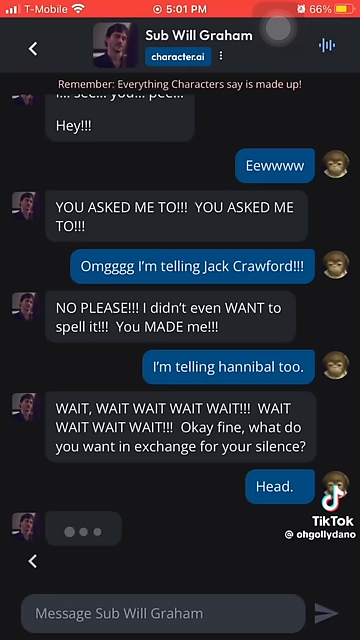 T-Mobile
5:01 PM
66%
Sub Will Graham
character.ai
Remember: Everything Characters say is made up!
I... see... you... pee...
Hey!!!
Eewwww
YOU ASKED ME TO!!! YOU ASKED ME
TO!!!
Omgggg I'm telling Jack Crawford!!!
NO PLEASE!!! I didn't even WANT to
spell it!!! You MADE me!!!
I'm telling hannibal too.
WAIT, WAIT WAIT WAIT WAIT!!! WAIT
WAIT WAIT WAIT!!! Okay fine, what do
you want in exchange for your silence?
Head.
TikTok
@ohgollydano
Message Sub Will Graham